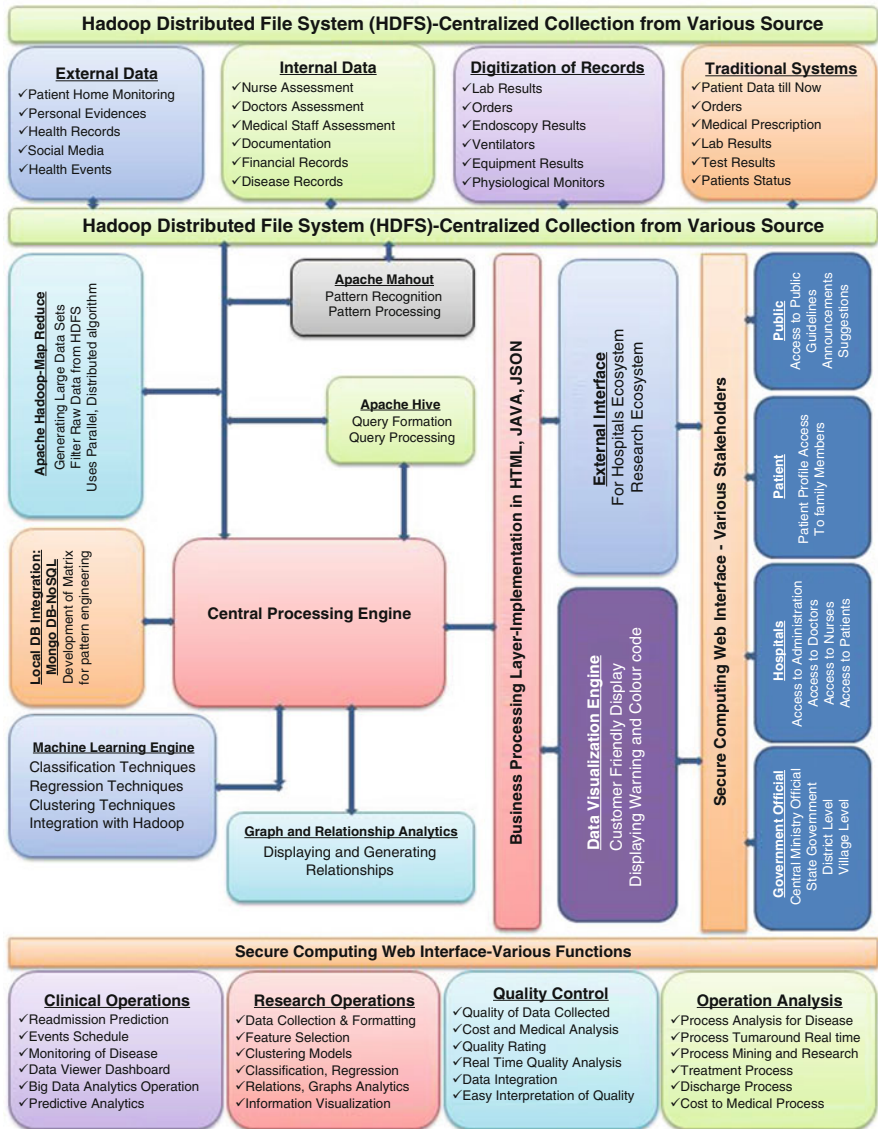 Hadoop Distributed File System (HDFS)-Centralized Collection from Various Source
External Data
✓Patient Home Monitoring
✓Personal Evidences
✓Health Records
✓Social Media
✓Health Events
Internal Data
✓Nurse Assessment
✓Doctors Assessment
✓Medical Staff Assessment
✓Documentation
✓Financial Records
✓Disease Records
Digitization of Records
✓Lab Results
✓Orders
✓Endoscopy Results
✓Ventilators
✓Equipment Results
✓Physiological Monitors
Traditional Systems
✓Patient Data till Now
✓Orders
✓Medical Prescription
✓Lab Results
✓Test Results
✓Patients Status
Hadoop Distributed File System (HDFS)-Centralized Collection from Various Source
Apache Hadoop-Map Reduce
Generating Large Data Sets
Filter Raw Data from HDFS
Uses Parallel, Distributed algorithm
Apache Mahout
Pattern Recognition
Pattern Processing
Apache Hive
Query Formation
Query Processing
Local DB Integration:
Mongo DB-NoSQL
Development of Matrix
for pattern engineering
Central Processing Engine
Machine Learning Engine
Classification Techniques
Regression Techniques
Clustering Techniques
Integration with Hadoop
Graph and Relationship Analytics
Displaying and Generating
Relationships
Business Processing Layer-Implementation in HTML, JAVA, JSON
External Interface
For Hospitals Ecosystem
Research Ecosystem
Data Visualization Engine
Customer Friendly Display
Displaying Warning and Colour code
Secure Computing Web Interface - Various Stakeholders
Public
Access to Public
Guidelines
Announcements
Suggestions
Patient
Patient Profile Access
To family Members
Hospitals
Access to Administration
Access to Doctors
Access to Nurses
Access to Patients
Government Official
Central Ministry Official
State Government
District Level
Village Level
Secure Computing Web Interface-Various Functions
Clinical Operations
✓Readmission Prediction
✓Events Schedule
✓Monitoring of Disease
✓Data Viewer Dashboard
✓Big Data Analytics Operation
✓Predictive Analytics
Research Operations
✓Data Collection & Formatting
✓Feature Selection
✓Clustering Models
✓Classification, Regression
✓Relations, Graphs Analytics
✓Information Visualization
Quality Control
✓Quality of Data Collected
✓Cost and Medical Analysis
✓Quality Rating
✓Real Time Quality Analysis
✓Data Integration
✓Easy Interpretation of Quality
Operation Analysis
✓Process Analysis for Disease
✓Process Turnaround Real time
✓Process Mining and Research
✓Treatment Process
✓Discharge Process
✓Cost to Medical Process